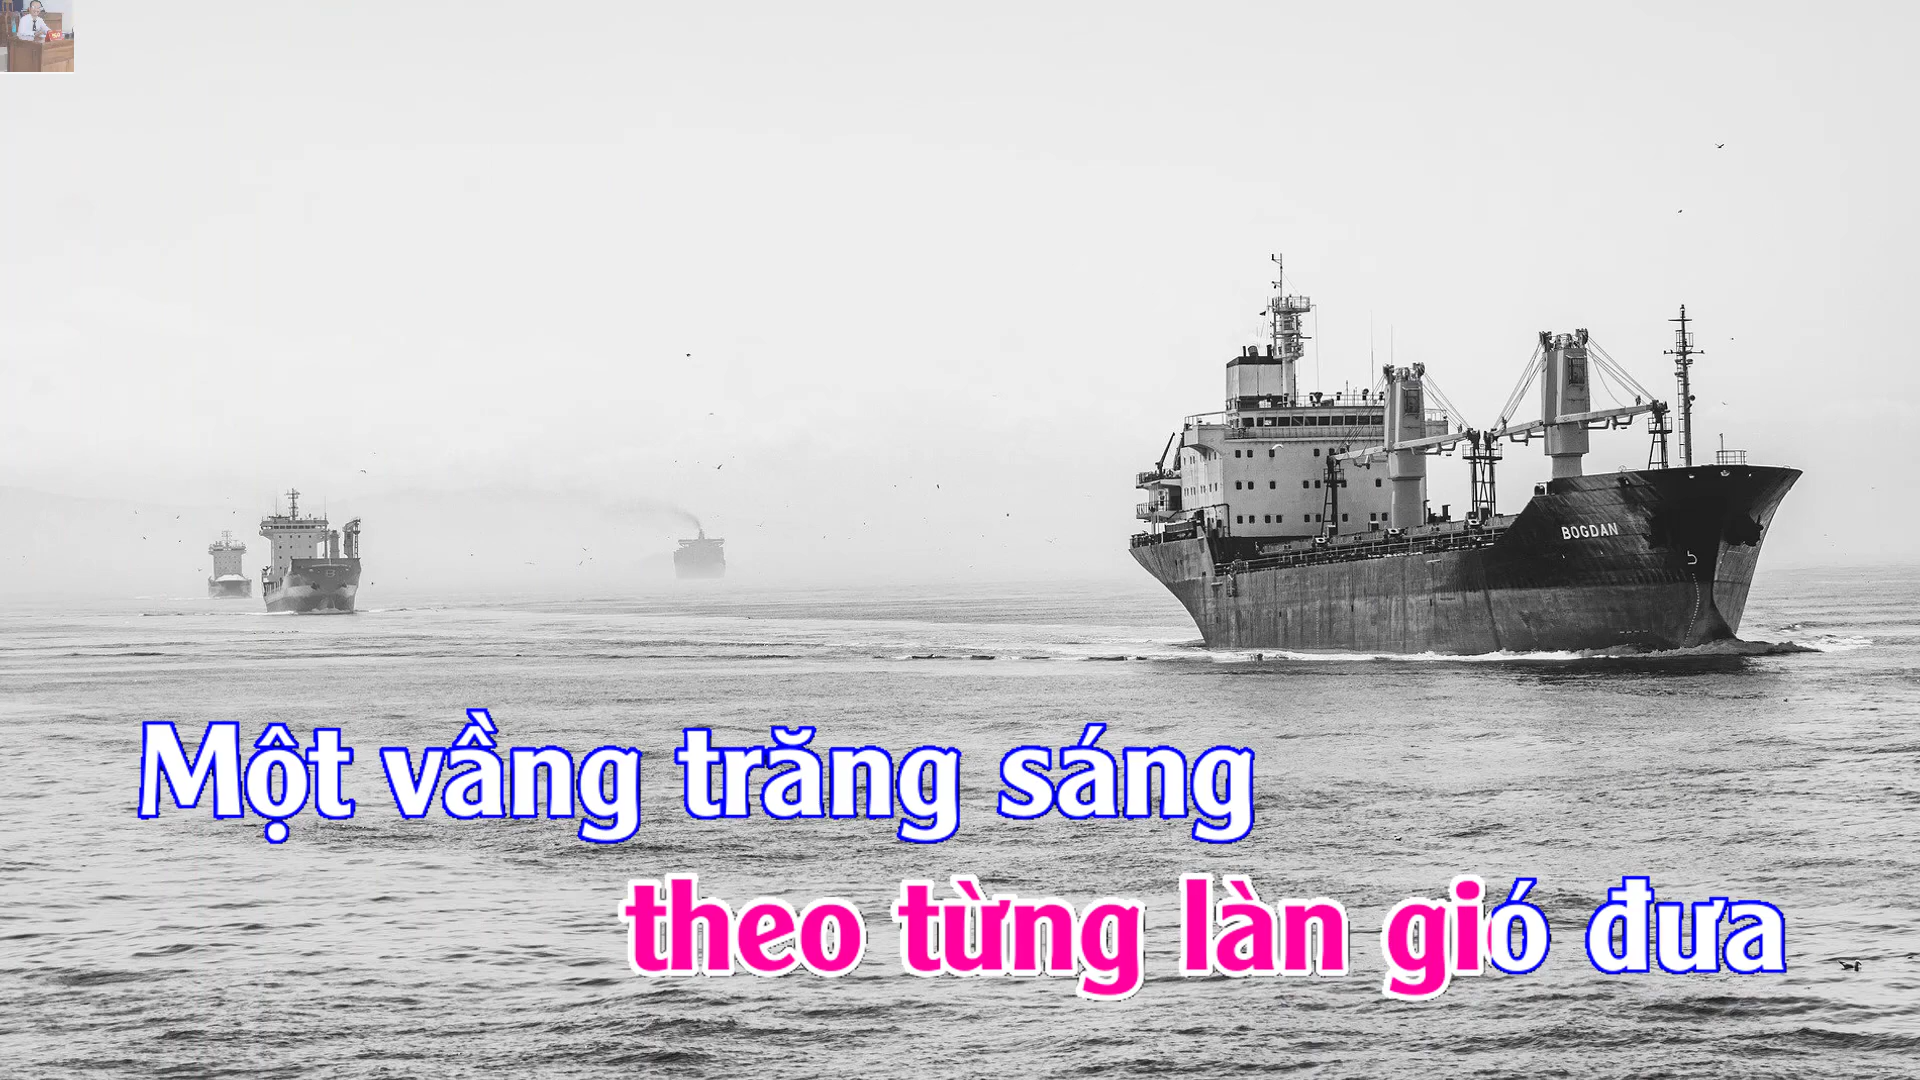 BOGDAN
Một vầng trăng sáng
theo từng làn gió đưa